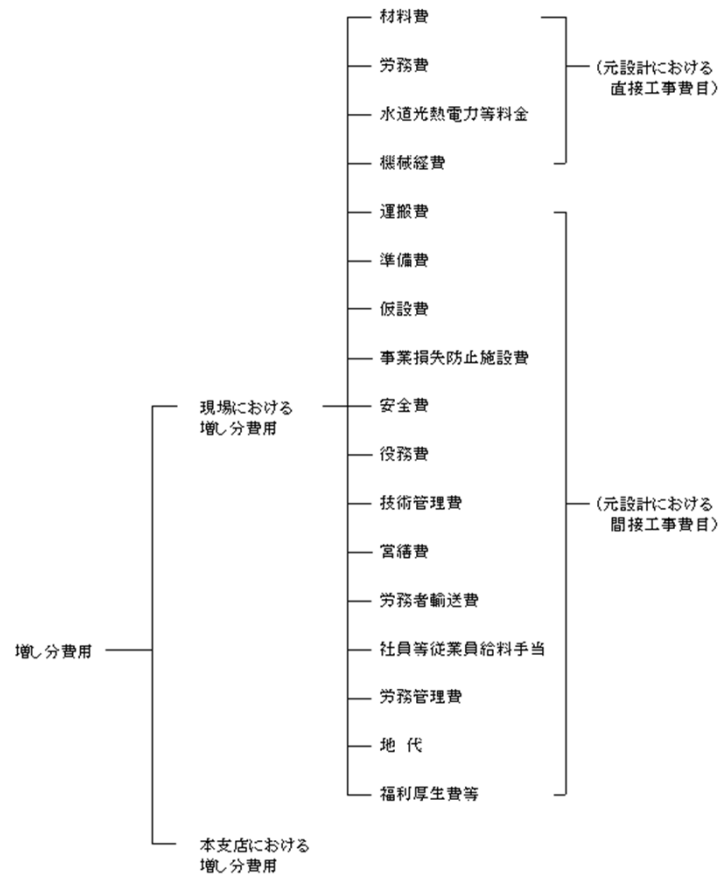 材料費
労務費
(元設計における
直接工事費目)
水道光熱電力等料金
機械経費
運搬費
準備費
仮設費
事業損失防止施設費
現場における
増し分費用
安全費
役務費
技術管理費
(元設計における
間接工事費目)
営繕費
労務者輸送費
増し分費用
社員等従業員給料手当
労務管理費
地 代
福利厚生費等
本支店における
増し分費用